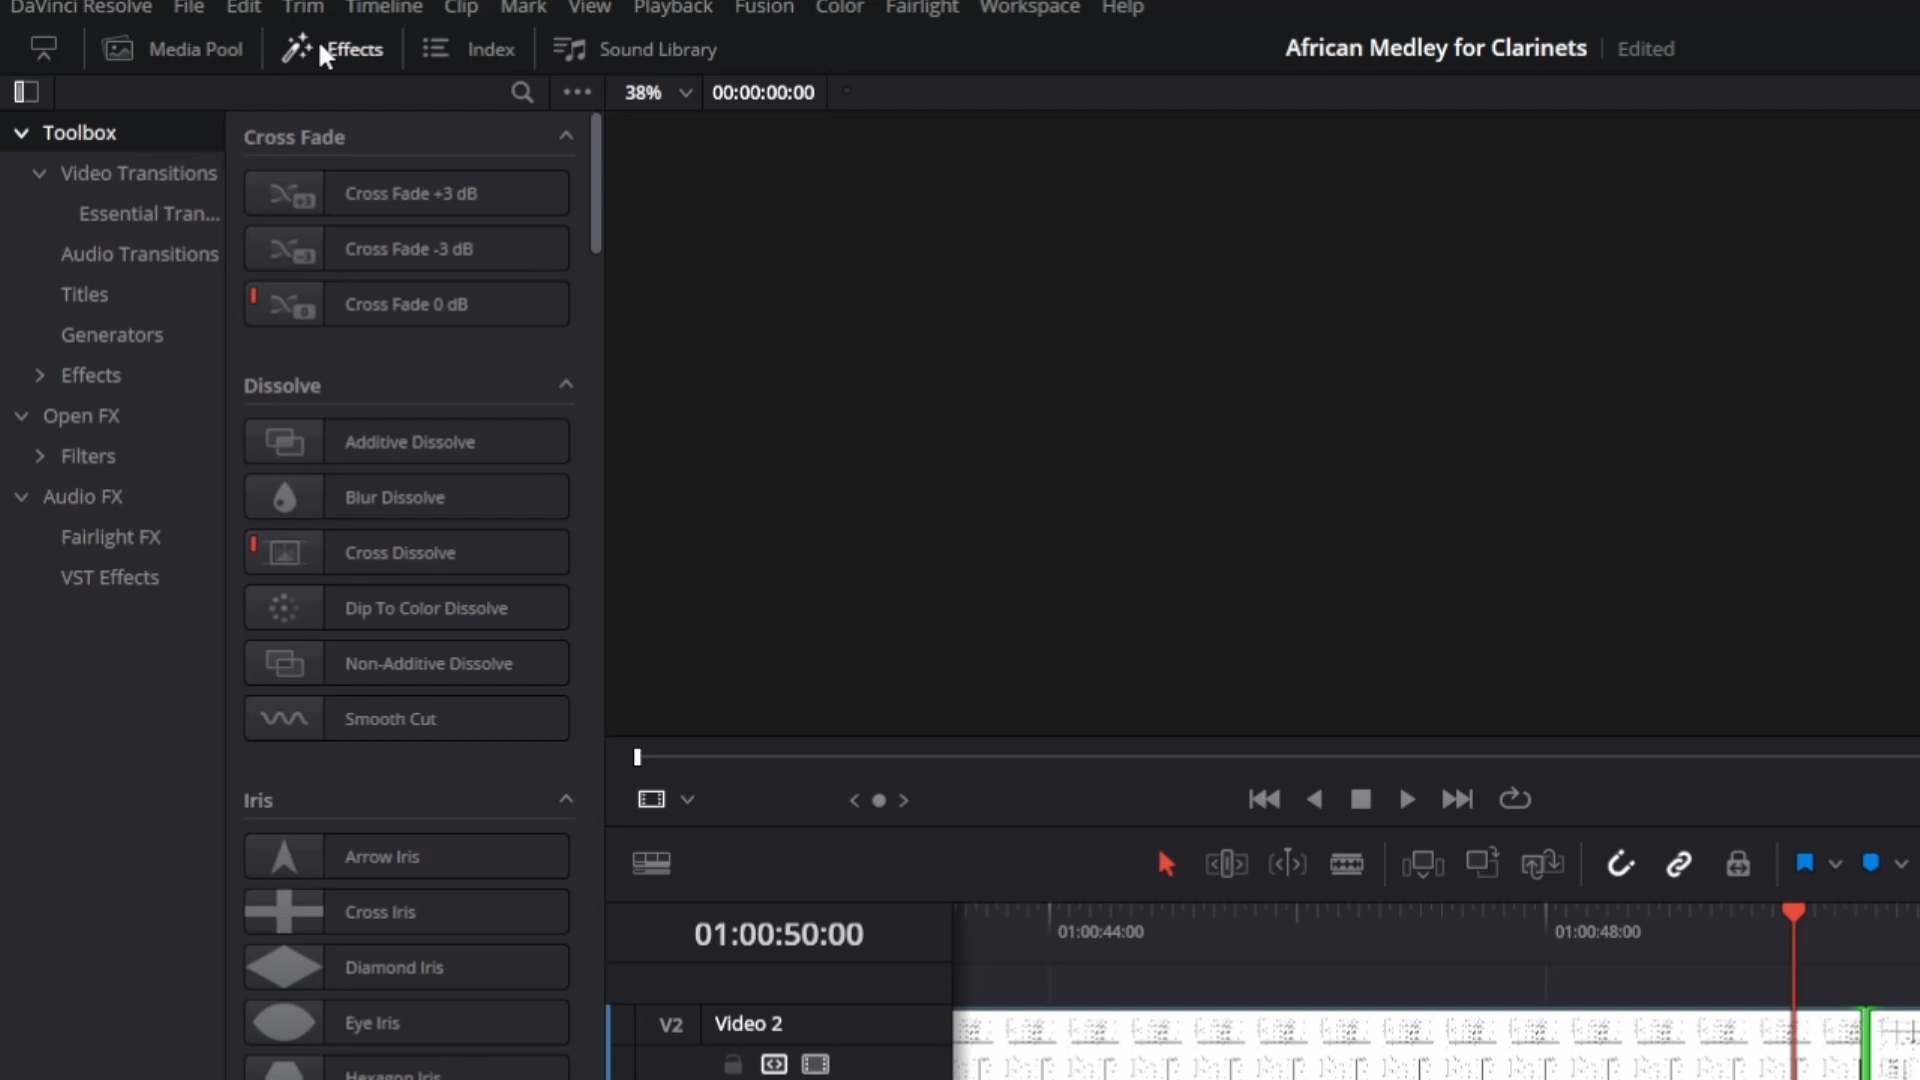 DaVinci Resolve File Edit Trim Timeline Clip Mark View Playback Fusion Color Fairlight Workspace Help
Media Pool Effects Index Sound Library African Medley for Clarinets Edited
38% 00:00:00:00
Toolbox
Video Transitions
Essential Tran...
Audio Transitions
Titles
Generators
Effects
Open FX
Filters
Audio FX
Fairlight FX
VST Effects
Cross Fade
Cross Fade +3 dB
Cross Fade -3 dB
Cross Fade 0 dB
Dissolve
Additive Dissolve
Blur Dissolve
Cross Dissolve
Dip To Color Dissolve
Non-Additive Dissolve
Smooth Cut
Iris
Arrow Iris
Cross Iris
Diamond Iris
Eye Iris
Hexagon Iris
01:00:50:00
01:00:44:00 01:00:48:00
V2 Video 2